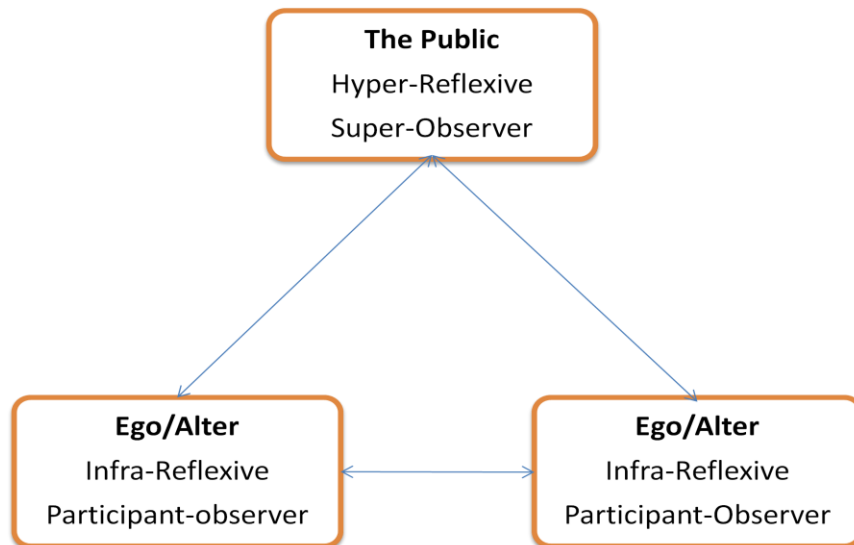 The Public
Hyper-Reflexive
Super-Observer
Ego/Alter
Infra-Reflexive
Participant-observer
Ego/Alter
Infra-Reflexive
Participant-Observer